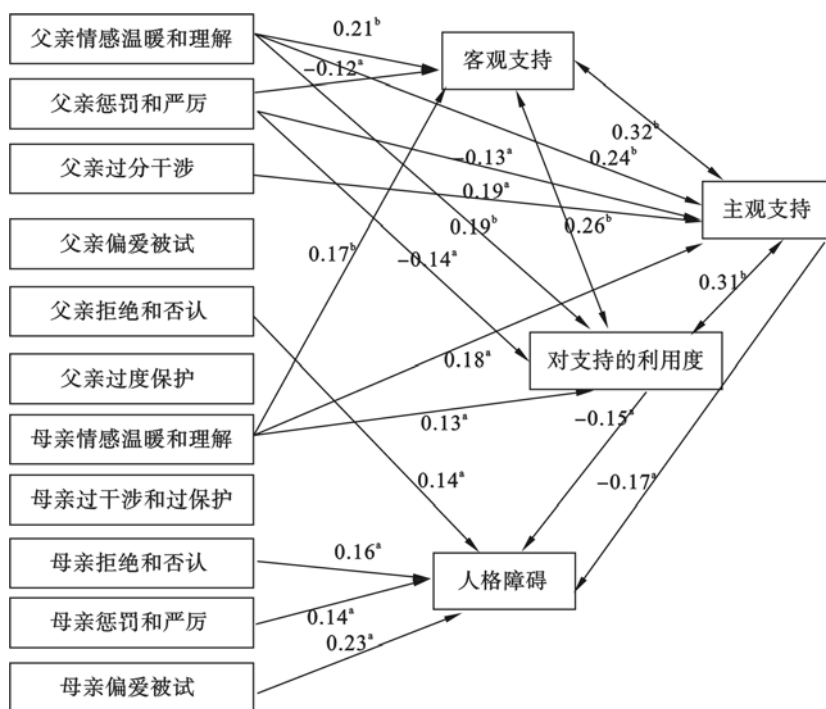 父亲情感温暖和理解
父亲惩罚和严厉
父亲过分干涉
父亲偏爱被试
父亲拒绝和否认
父亲过度保护
母亲情感温暖和理解
母亲过干涉和过保护
母亲拒绝和否认
母亲惩罚和严厉
母亲偏爱被试
0.21ᵇ
−0.12ᵃ
客观支持
0.32ᵇ
0.24ᵇ
−0.13ᵃ
0.19ᵃ
主观支持
0.17ᵇ
0.19ᵇ
0.26ᵇ
−0.14ᵃ
0.31ᵇ
对支持的利用度
0.18ᵃ
0.13ᵃ
−0.15ᵃ
−0.17ᵃ
0.14ᵃ
0.16ᵃ
人格障碍
0.14ᵃ
0.23ᵃ